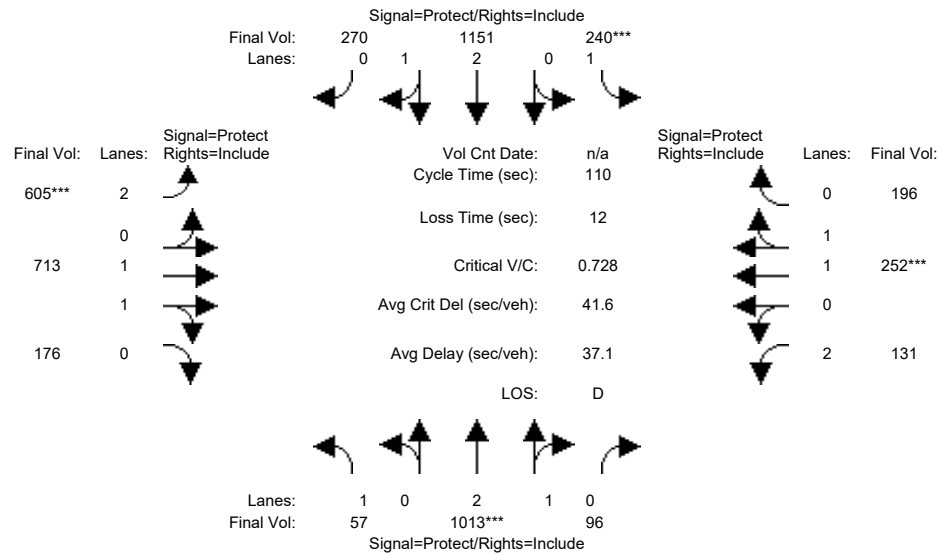 Signal=Protect/Rights=Include
Final Vol: 270 1151 240***
Lanes: 0 1 2 0 1
Signal=Protect Signal=Protect
Final Vol: Lanes: Rights=Include Vol Cnt Date: n/a Rights=Include Lanes: Final Vol:
Cycle Time (sec): 110
605*** 2 0 196
Loss Time (sec): 12
0 1
713 1 Critical V/C: 0.728 1 252***
1 Avg Crit Del (sec/veh): 41.6 0
176 0 Avg Delay (sec/veh): 37.1 2 131
LOS: D
Lanes: 1 0 2 1 0
Final Vol: 57 1013*** 96
Signal=Protect/Rights=Include